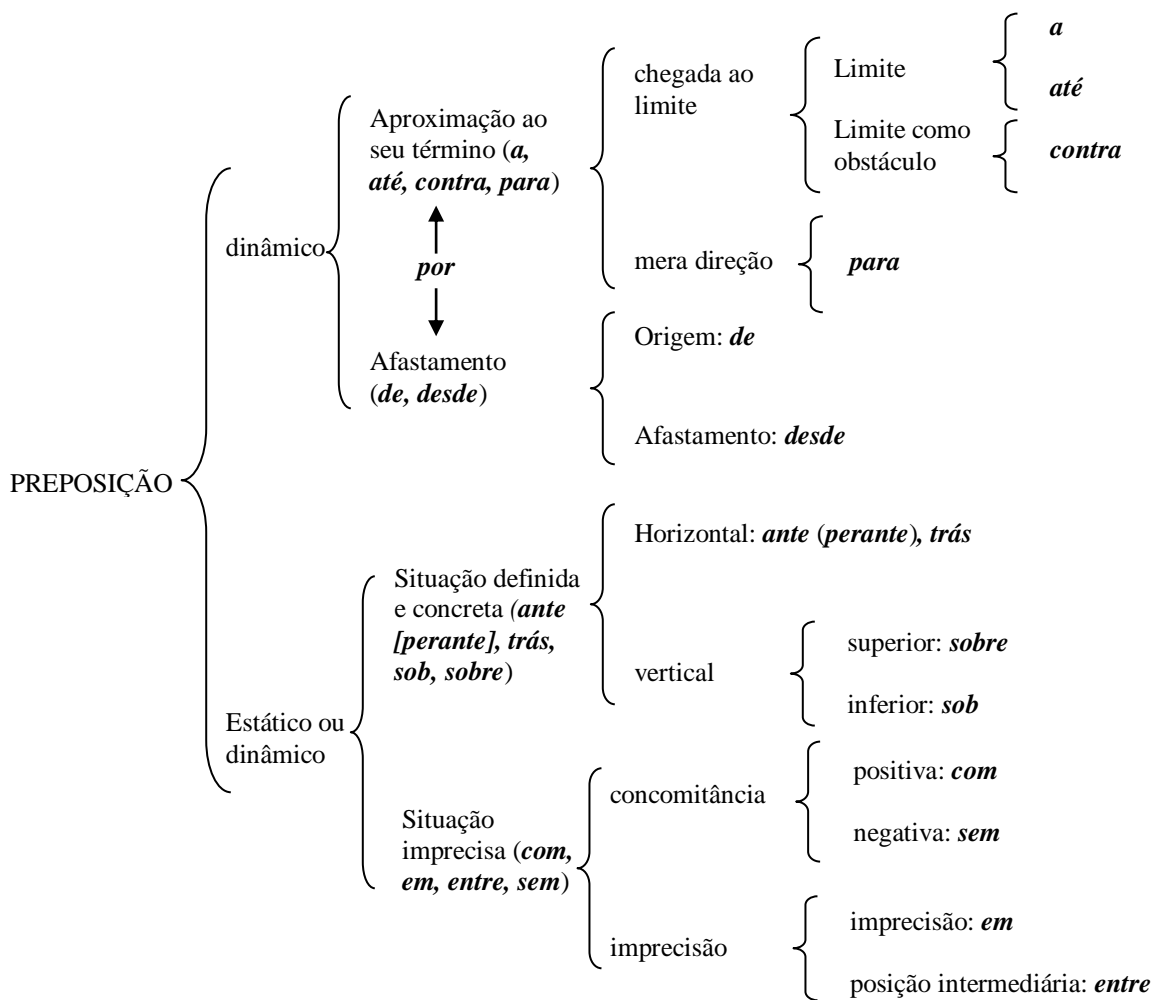 a
chegada ao
limite
Limite
até
Aproximação ao
seu término (a,
até, contra, para)
Limite como
obstáculo
contra
dinâmico
por
mera direção
para
Origem: de
Afastamento
(de, desde)
Afastamento: desde
PREPOSIÇÃO
Horizontal: ante (perante), trás
Situação definida
e concreta (ante
[perante], trás,
sob, sobre)
superior: sobre
vertical
inferior: sob
Estático ou
dinâmico
positiva: com
concomitância
Situação
imprecisa (com,
em, entre, sem)
negativa: sem
imprecisão: em
imprecisão
posição intermediária: entre